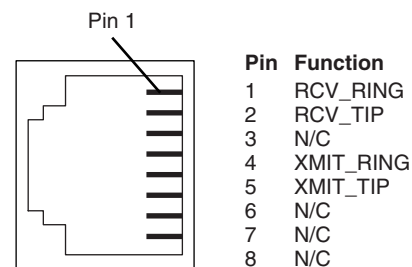 Pin 1
Pin Function
1 RCV_RING
2 RCV_TIP
3 N/C
4 XMIT_RING
5 XMIT_TIP
6 N/C
7 N/C
8 N/C